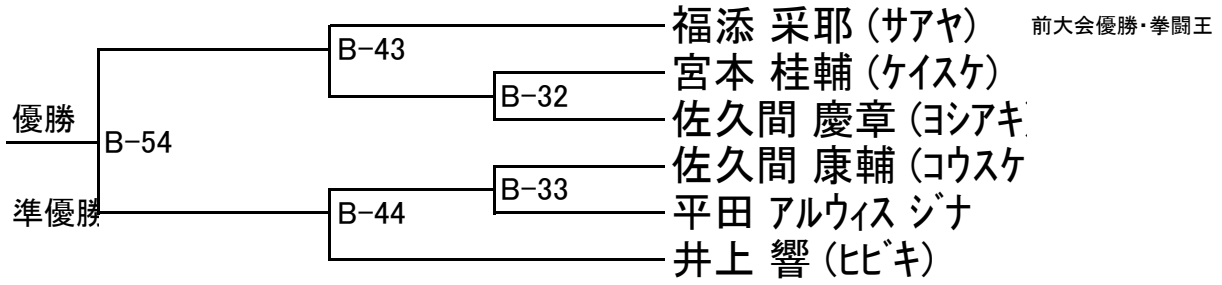 福添 采耶 (サアヤ) 前大会優勝・拳闘王
B-43
宮本 桂輔 (ケイスケ)
B-32
優勝
佐久間 慶章 (ヨシアキ)
B-54
佐久間 康輔 (コウスケ
B-33
準優勝
B-44
平田 アルウィス ジナ
井上 響 (ヒビキ)